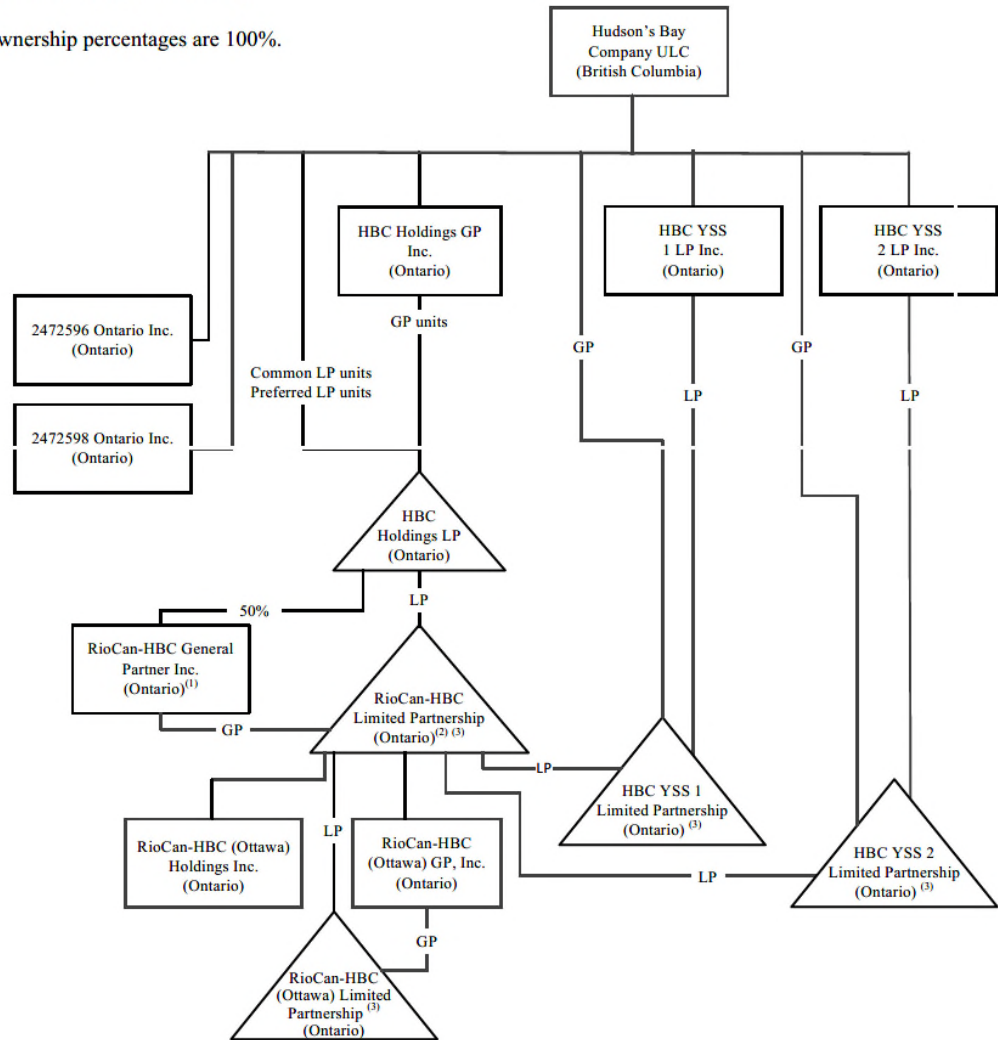 wnership percentages are 100%.
Hudson's Bay
Company ULC
(British Columbia)
HBC Holdings GP
Inc.
(Ontario)
HBC YSS
1 LP Inc.
(Ontario)
HBC YSS
2 LP Inc.
(Ontario)
2472596 Ontario Inc.
(Ontario)
GP units
GP
GP
Common LP units
Preferred LP units
LP
LP
2472598 Ontario Inc.
(Ontario)
HBC
Holdings LP
(Ontario)
50%
LP
RioCan-HBC General
Partner Inc.
(Ontario)(1)
RioCan-HBC
Limited Partnership
(Ontario)(2) (3)
GP
LP
HBC YSS 1
Limited Partnership
(Ontario) (3)
LP
RioCan-HBC (Ottawa)
Holdings Inc.
(Ontario)
RioCan-HBC
(Ottawa) GP, Inc.
(Ontario)
LP
HBC YSS 2
Limited Partnership
(Ontario) (3)
GP
RioCan-HBC
(Ottawa) Limited
Partnership (3)
(Ontario)